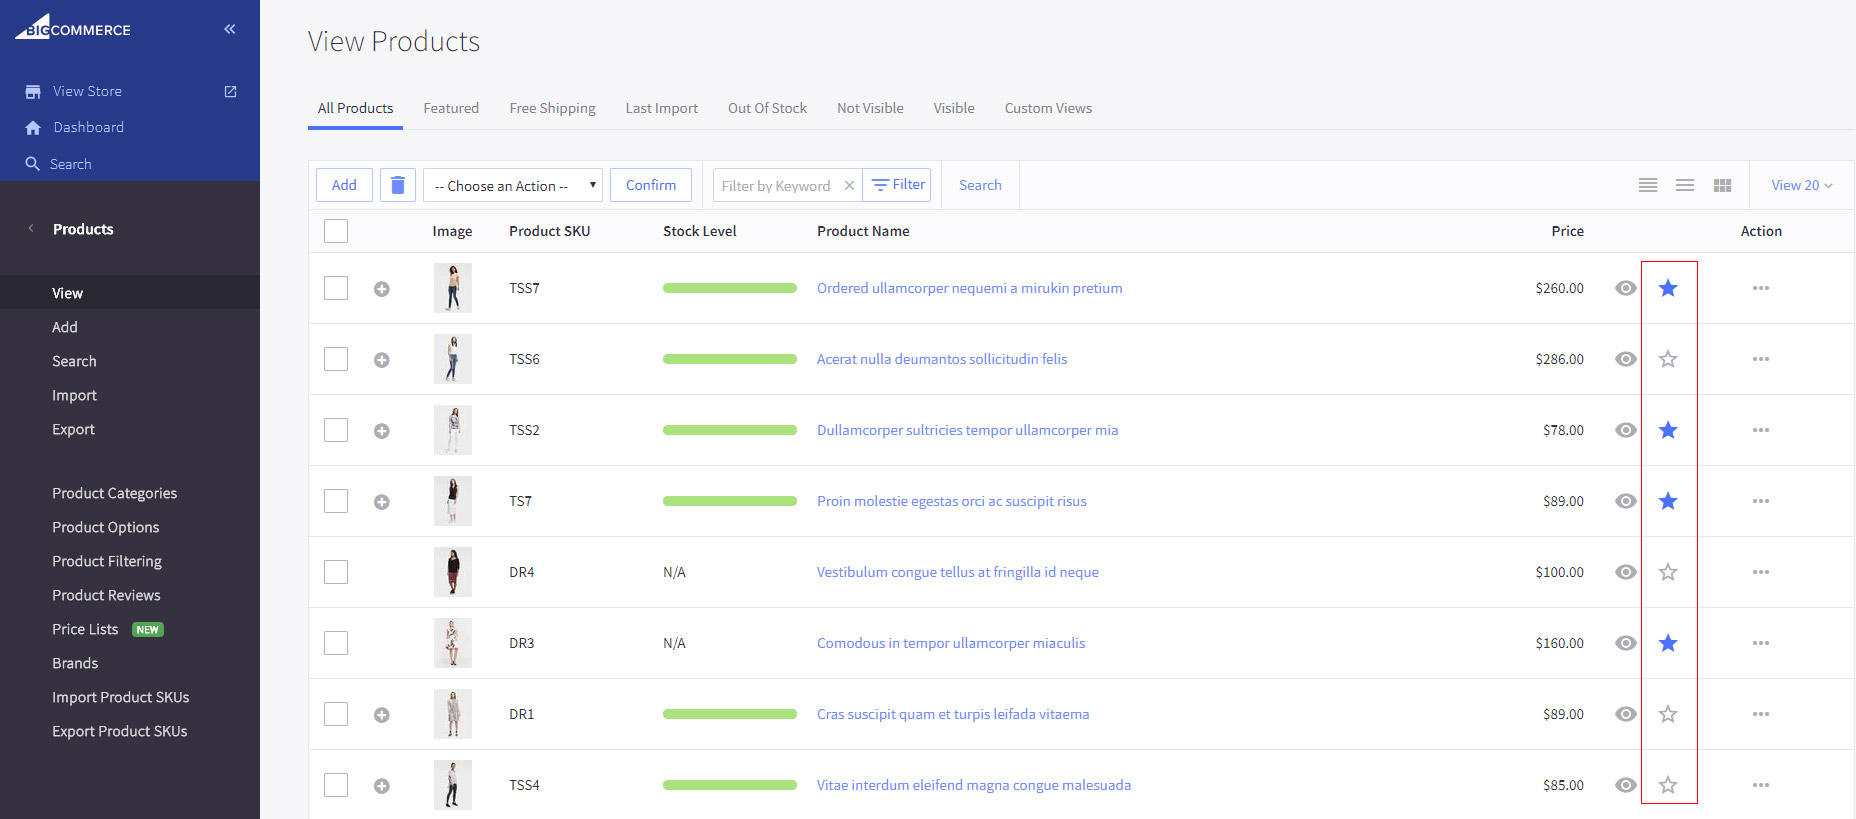 BIGCOMMERCE
View Store
Dashboard
Search
Products
View
Add
Search
Import
Export
Product Categories
Product Options
Product Filtering
Product Reviews
Price Lists NEW
Brands
Import Product SKUs
Export Product SKUs
View Products
All Products Featured Free Shipping Last Import Out Of Stock Not Visible Visible Custom Views
Add -- Choose an Action -- Confirm Filter by Keyword Filter Search View 20
Image Product SKU Stock Level Product Name Price Action
TSS7 Ordered ullamcorper nequemi a mirukin pretium $260.00
TSS6 Acerat nulla deumantos sollicitudin felis $286.00
TSS2 Dullamcorper sultricies tempor ullamcorper mia $78.00
TS7 Proin molestie egestas orci ac suscipit risus $89.00
DR4 N/A Vestibulum congue tellus at fringilla id neque $100.00
DR3 N/A Comodous in tempor ullamcorper miaculis $160.00
DR1 Cras suscipit quam et turpis leifada vitaema $89.00
TSS4 Vitae interdum eleifend magna congue malesuada $85.00